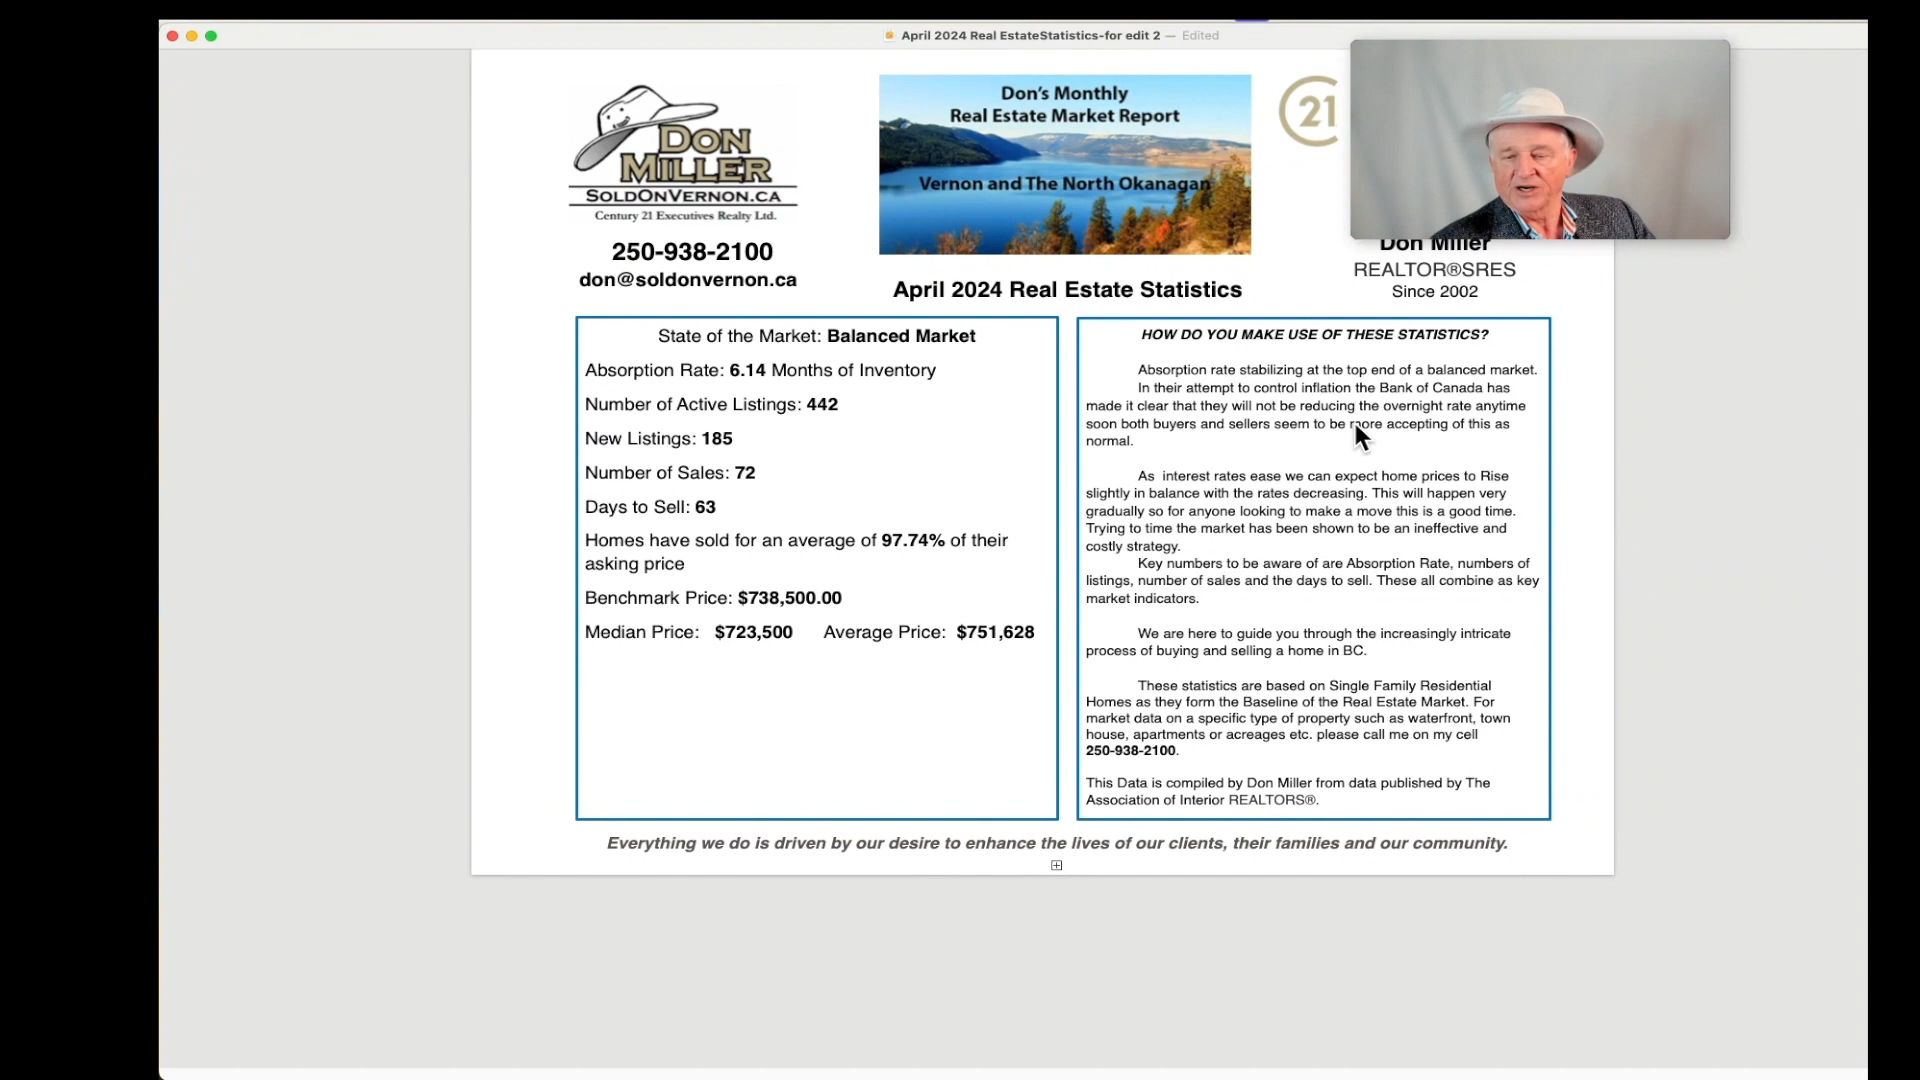 April 2024 Real EstateStatistics-for edit 2 — Edited
DON
MILLER
SOLDONVERNON.CA
Century 21 Executives Realty Ltd.
250-938-2100
don@soldonvernon.ca
Don's Monthly
Real Estate Market Report
Vernon and The North Okanagan
April 2024 Real Estate Statistics
21
Don Miller
REALTOR®SRES
Since 2002
State of the Market: Balanced Market
Absorption Rate: 6.14 Months of Inventory
Number of Active Listings: 442
New Listings: 185
Number of Sales: 72
Days to Sell: 63
Homes have sold for an average of 97.74% of their
asking price
Benchmark Price: $738,500.00
Median Price: $723,500 Average Price: $751,628
HOW DO YOU MAKE USE OF THESE STATISTICS?
Absorption rate stabilizing at the top end of a balanced market.
In their attempt to control inflation the Bank of Canada has
made it clear that they will not be reducing the overnight rate anytime
soon both buyers and sellers seem to be more accepting of this as
normal.
As interest rates ease we can expect home prices to Rise
slightly in balance with the rates decreasing. This will happen very
gradually so for anyone looking to make a move this is a good time.
Trying to time the market has been shown to be an ineffective and
costly strategy.
Key numbers to be aware of are Absorption Rate, numbers of
listings, number of sales and the days to sell. These all combine as key
market indicators.
We are here to guide you through the increasingly intricate
process of buying and selling a home in BC.
These statistics are based on Single Family Residential
Homes as they form the Baseline of the Real Estate Market. For
market data on a specific type of property such as waterfront, town
house, apartments or acreages etc. please call me on my cell
250-938-2100.
This Data is compiled by Don Miller from data published by The
Association of Interior REALTORS®.
Everything we do is driven by our desire to enhance the lives of our clients, their families and our community.